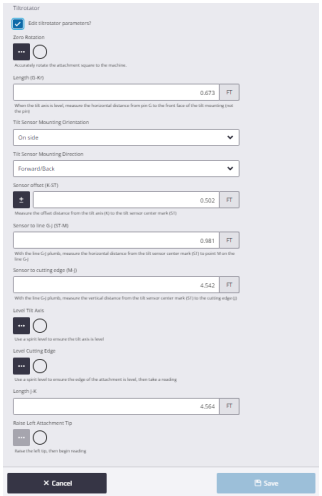 Tiltrotator
Edit tiltrotator parameters?
Zero Rotation
...
Accurately rotate the attachment square to the machine.
Length (G-Kr)
0.673 FT
When the tilt axis is level, measure the horizontal distance from pin G to the front face of the tilt mounting (not
the pin)
Tilt Sensor Mounting Orientation
On side
Tilt Sensor Mounting Direction
Forward/Back
Sensor offset (K-ST)
± 0.502 FT
Measure the offset distance from the tilt axis (K) to the tilt sensor center mark (ST)
Sensor to line G-J (ST-M)
0.981 FT
With the line G-J plumb, measure the horizontal distance from the tilt sensor center mark (ST) to point M on the
line G-J
Sensor to cutting edge (M-J)
4.542 FT
With the line G-J plumb, measure the vertical distance from the tilt sensor center mark (ST) to the cutting edge (J)
Level Tilt Axis
...
Use a spirit level to ensure the tilt axis is level
Level Cutting Edge
...
Use a spirit level to ensure the edge of the attachment is level, then take a reading
Length J-K
4.564 FT
Raise Left Attachment Tip
...
Raise the left tip, then begin reading
× Cancel
Save